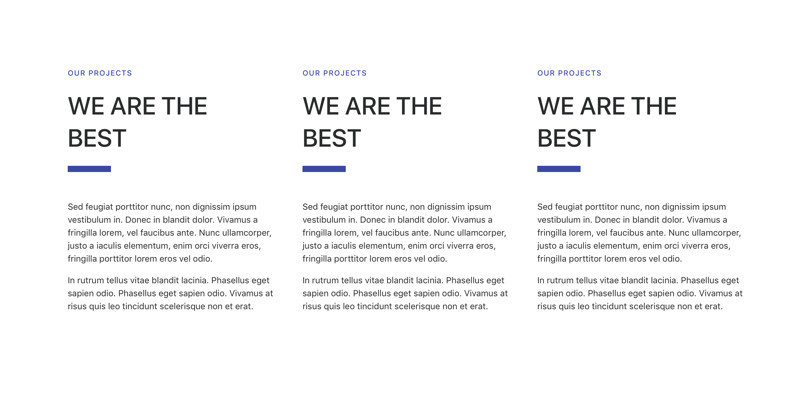 OUR PROJECTS
WE ARE THE
BEST
Sed feugiat porttitor nunc, non dignissim ipsum
vestibulum in. Donec in blandit dolor. Vivamus a
fringilla lorem, vel faucibus ante. Nunc ullamcorper,
justo a iaculis elementum, enim orci viverra eros,
fringilla porttitor lorem eros vel odio.
In rutrum tellus vitae blandit lacinia. Phasellus eget
sapien odio. Phasellus eget sapien odio. Vivamus at
risus quis leo tincidunt scelerisque non et erat.
OUR PROJECTS
WE ARE THE
BEST
Sed feugiat porttitor nunc, non dignissim ipsum
vestibulum in. Donec in blandit dolor. Vivamus a
fringilla lorem, vel faucibus ante. Nunc ullamcorper,
justo a iaculis elementum, enim orci viverra eros,
fringilla porttitor lorem eros vel odio.
In rutrum tellus vitae blandit lacinia. Phasellus eget
sapien odio. Phasellus eget sapien odio. Vivamus at
risus quis leo tincidunt scelerisque non et erat.
OUR PROJECTS
WE ARE THE
BEST
Sed feugiat porttitor nunc, non dignissim ipsum
vestibulum in. Donec in blandit dolor. Vivamus a
fringilla lorem, vel faucibus ante. Nunc ullamcorper,
justo a iaculis elementum, enim orci viverra eros,
fringilla porttitor lorem eros vel odio.
In rutrum tellus vitae blandit lacinia. Phasellus eget
sapien odio. Phasellus eget sapien odio. Vivamus at
risus quis leo tincidunt scelerisque non et erat.